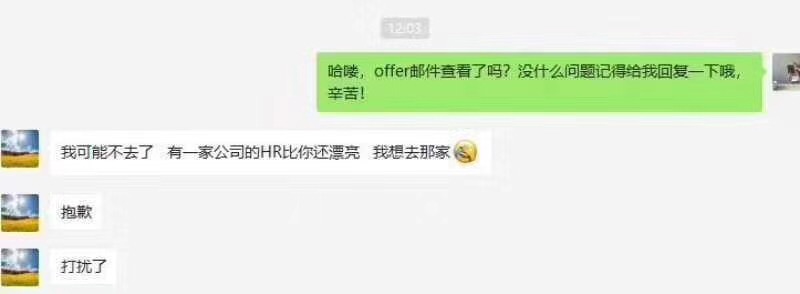 12:03
哈喽，offer邮件查看了吗？没什么问题记得给我回复一下哦，
辛苦！
我可能不去了 有一家公司的HR比你还漂亮 我想去那家
抱歉
打扰了